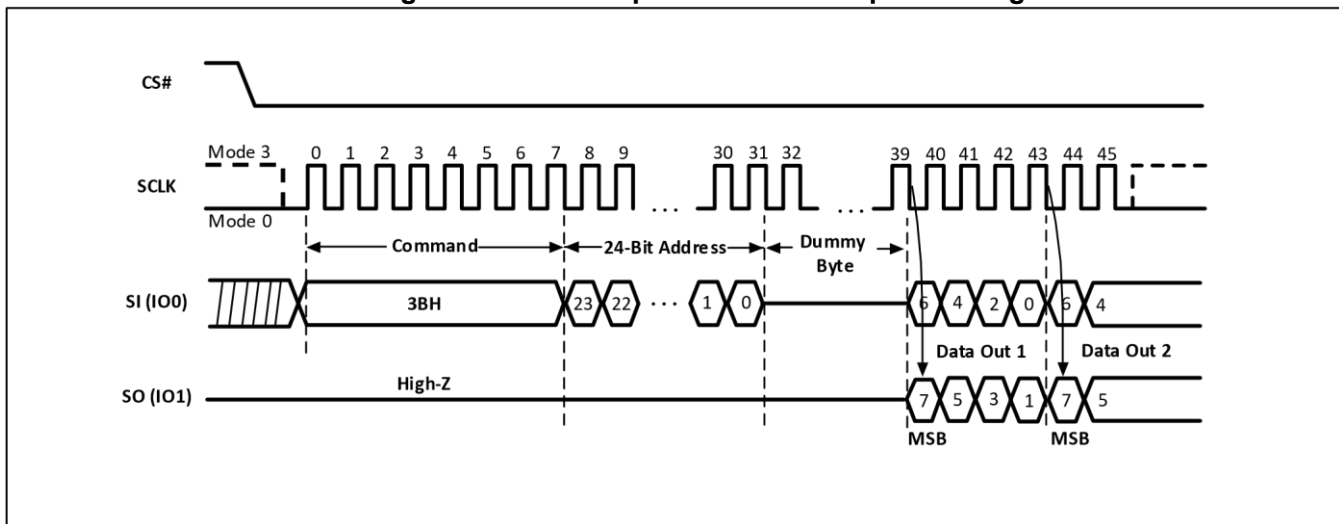 CS#
Mode 3 0 1 2 3 4 5 6 7 8 9 30 31 32 39 40 41 42 43 44 45
SCLK
... ...
Mode 0
Command 24-Bit Address Dummy
Byte
SI (IO0) 3BH 23 22 ... 1 0 6 4 2 0 6 4
Data Out 1 Data Out 2
High-Z
SO (IO1) 7 5 3 1 7 5
MSB MSB